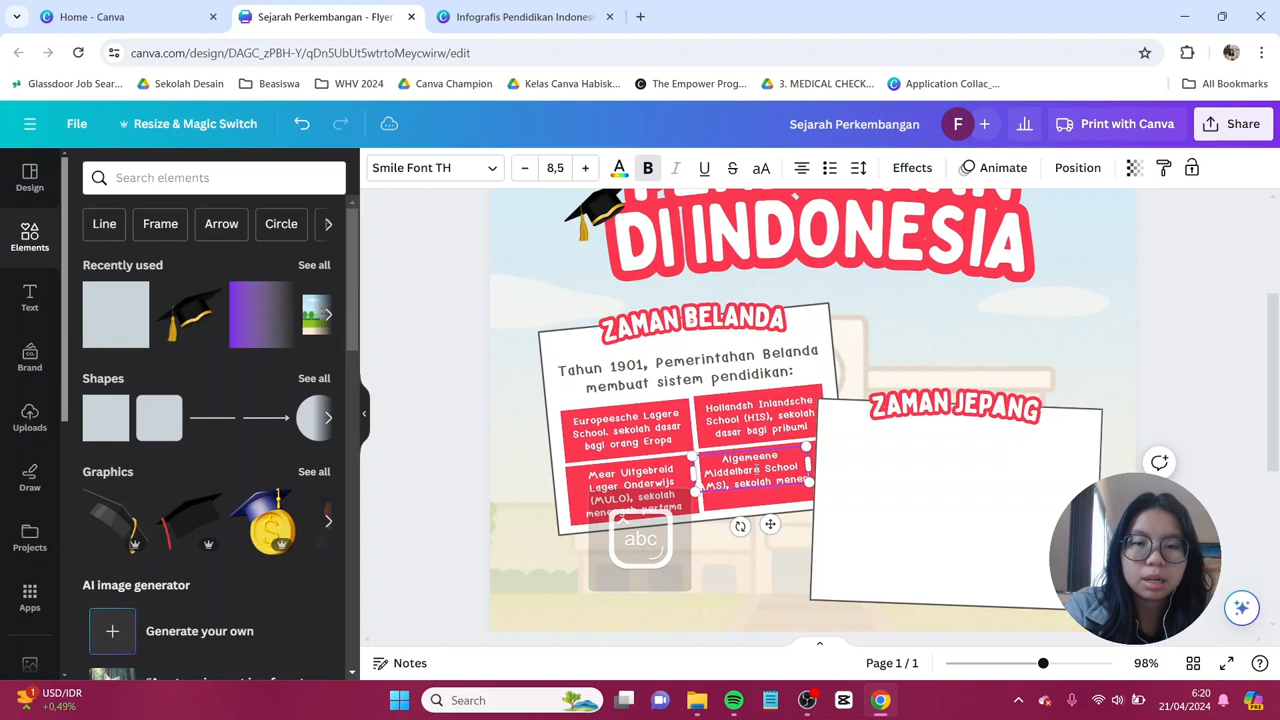 Home - Canva
Sejarah Perkembangan - Flyer
Infografis Pendidikan Indonesi
canva.com/design/DAGC_zPBH-Y/qDn5UbUt5wtrtoMeycwirw/edit
Glassdoor Job Sear...
Sekolah Desain
Beasiswa
WHV 2024
Canva Champion
Kelas Canva Habisk...
The Empower Prog...
3. MEDICAL CHECK...
Application Collac_...
All Bookmarks
File
Resize & Magic Switch
Sejarah Perkembangan
F
Print with Canva
Share
Design
Elements
Text
Brand
Uploads
Draw
Projects
Apps
Search elements
Line
Frame
Arrow
Circle
Recently used
See all
Shapes
See all
Graphics
See all
AI image generator
Generate your own
Smile Font TH
8,5
B
I
U
S
aA
Effects
Animate
Position
DI INDONESIA
ZAMAN BELANDA
Tahun 1901, Pemerintahan Belanda
membuat sistem pendidikan:
Europeesche Lagere
School. sekolah dasar
bagi orang Eropa
Hollandsh Inlandsche
School (HIS), sekolah
dasar bagi pribumi
Meer Uitgebreid
Lager Onderwijs
(MULO), sekolah
menengah pertama
Algemeene
Middelbare School
(AMS), sekolah menen
abc
ZAMAN JEPANG
Notes
Page 1 / 1
98%
1
USD/IDR
+0,49%
Search
6:20
21/04/2024